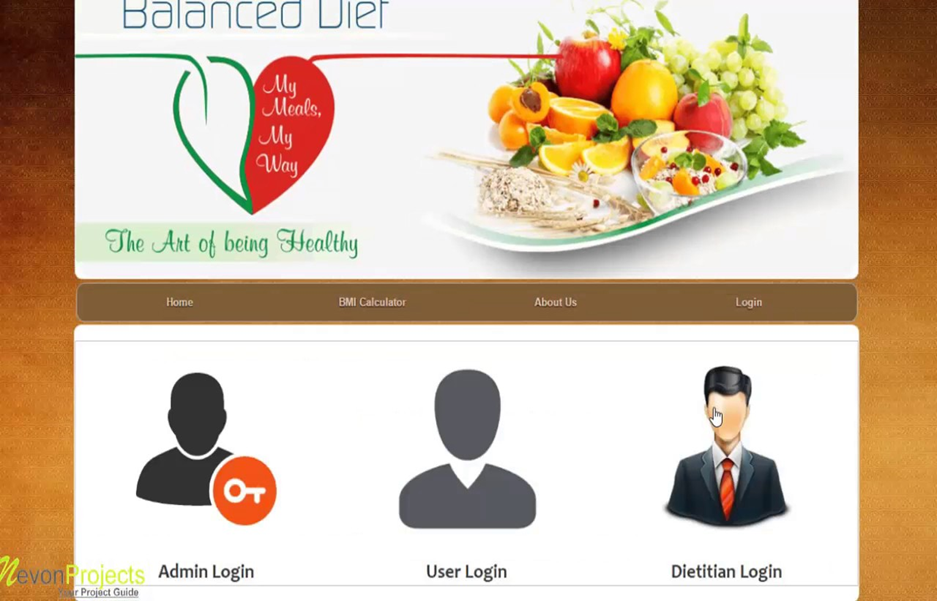 Balanced Diet
My
Meals,
My
Way
The Art of being Healthy
Home
BMI Calculator
About Us
Login
Admin Login
User Login
Dietitian Login
NevonProjects
Your Project Guide